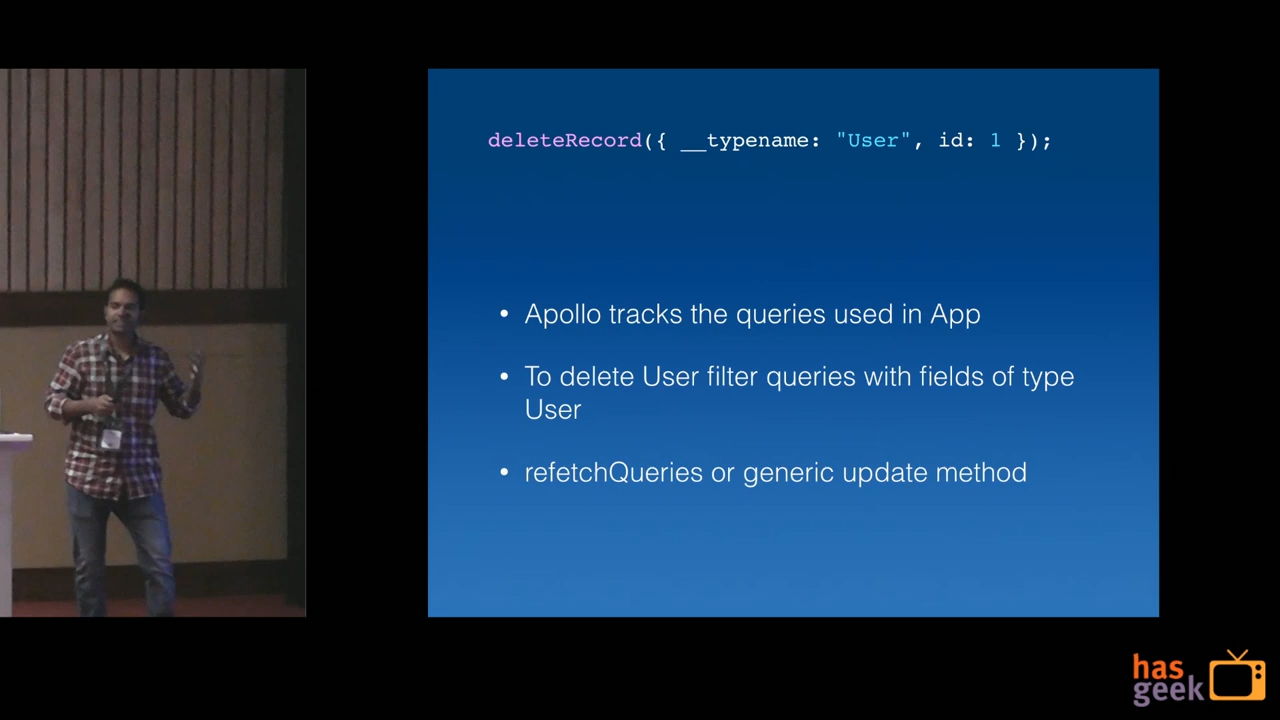 deleteRecord({ __typename: "User", id: 1 });
• Apollo tracks the queries used in App
• To delete User filter queries with fields of type
User
• refetchQueries or generic update method
has
geek